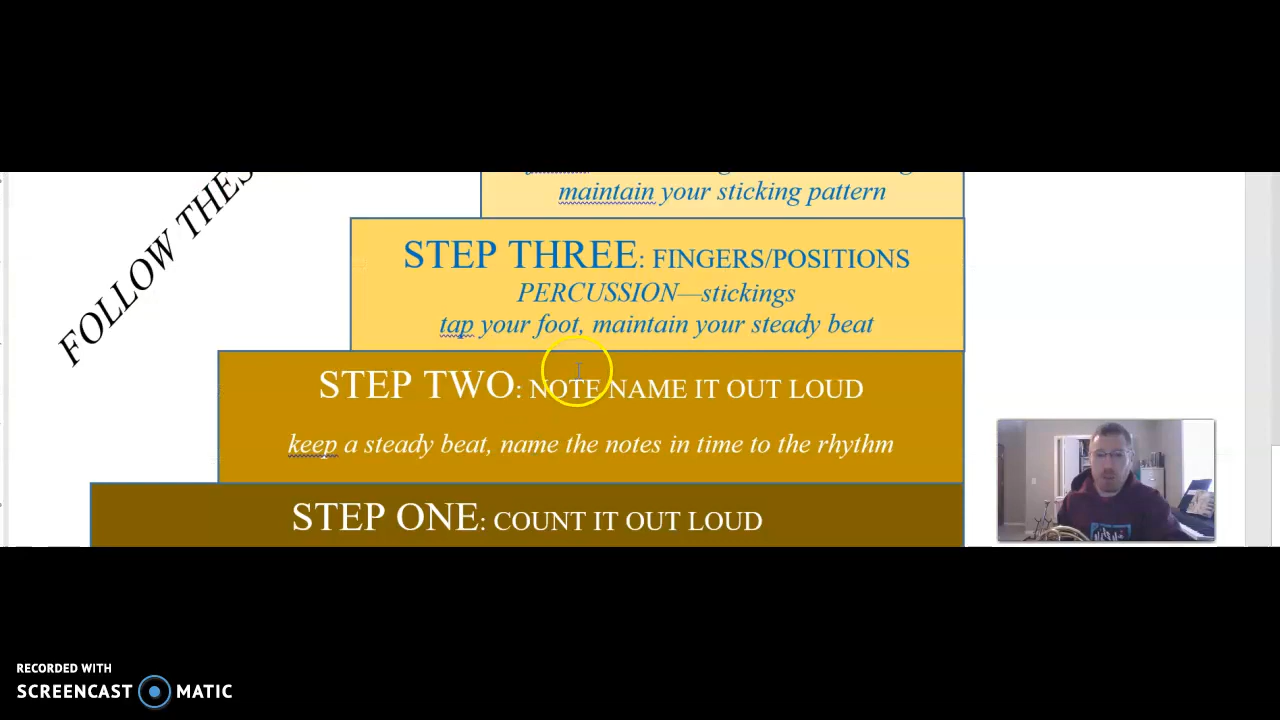 FOLLOW THES
maintain your sticking pattern
STEP THREE: FINGERS/POSITIONS
PERCUSSION—stickings
tap your foot, maintain your steady beat
STEP TWO: NOTE NAME IT OUT LOUD
keep a steady beat, name the notes in time to the rhythm
STEP ONE: COUNT IT OUT LOUD
RECORDED WITH
SCREENCAST MATIC